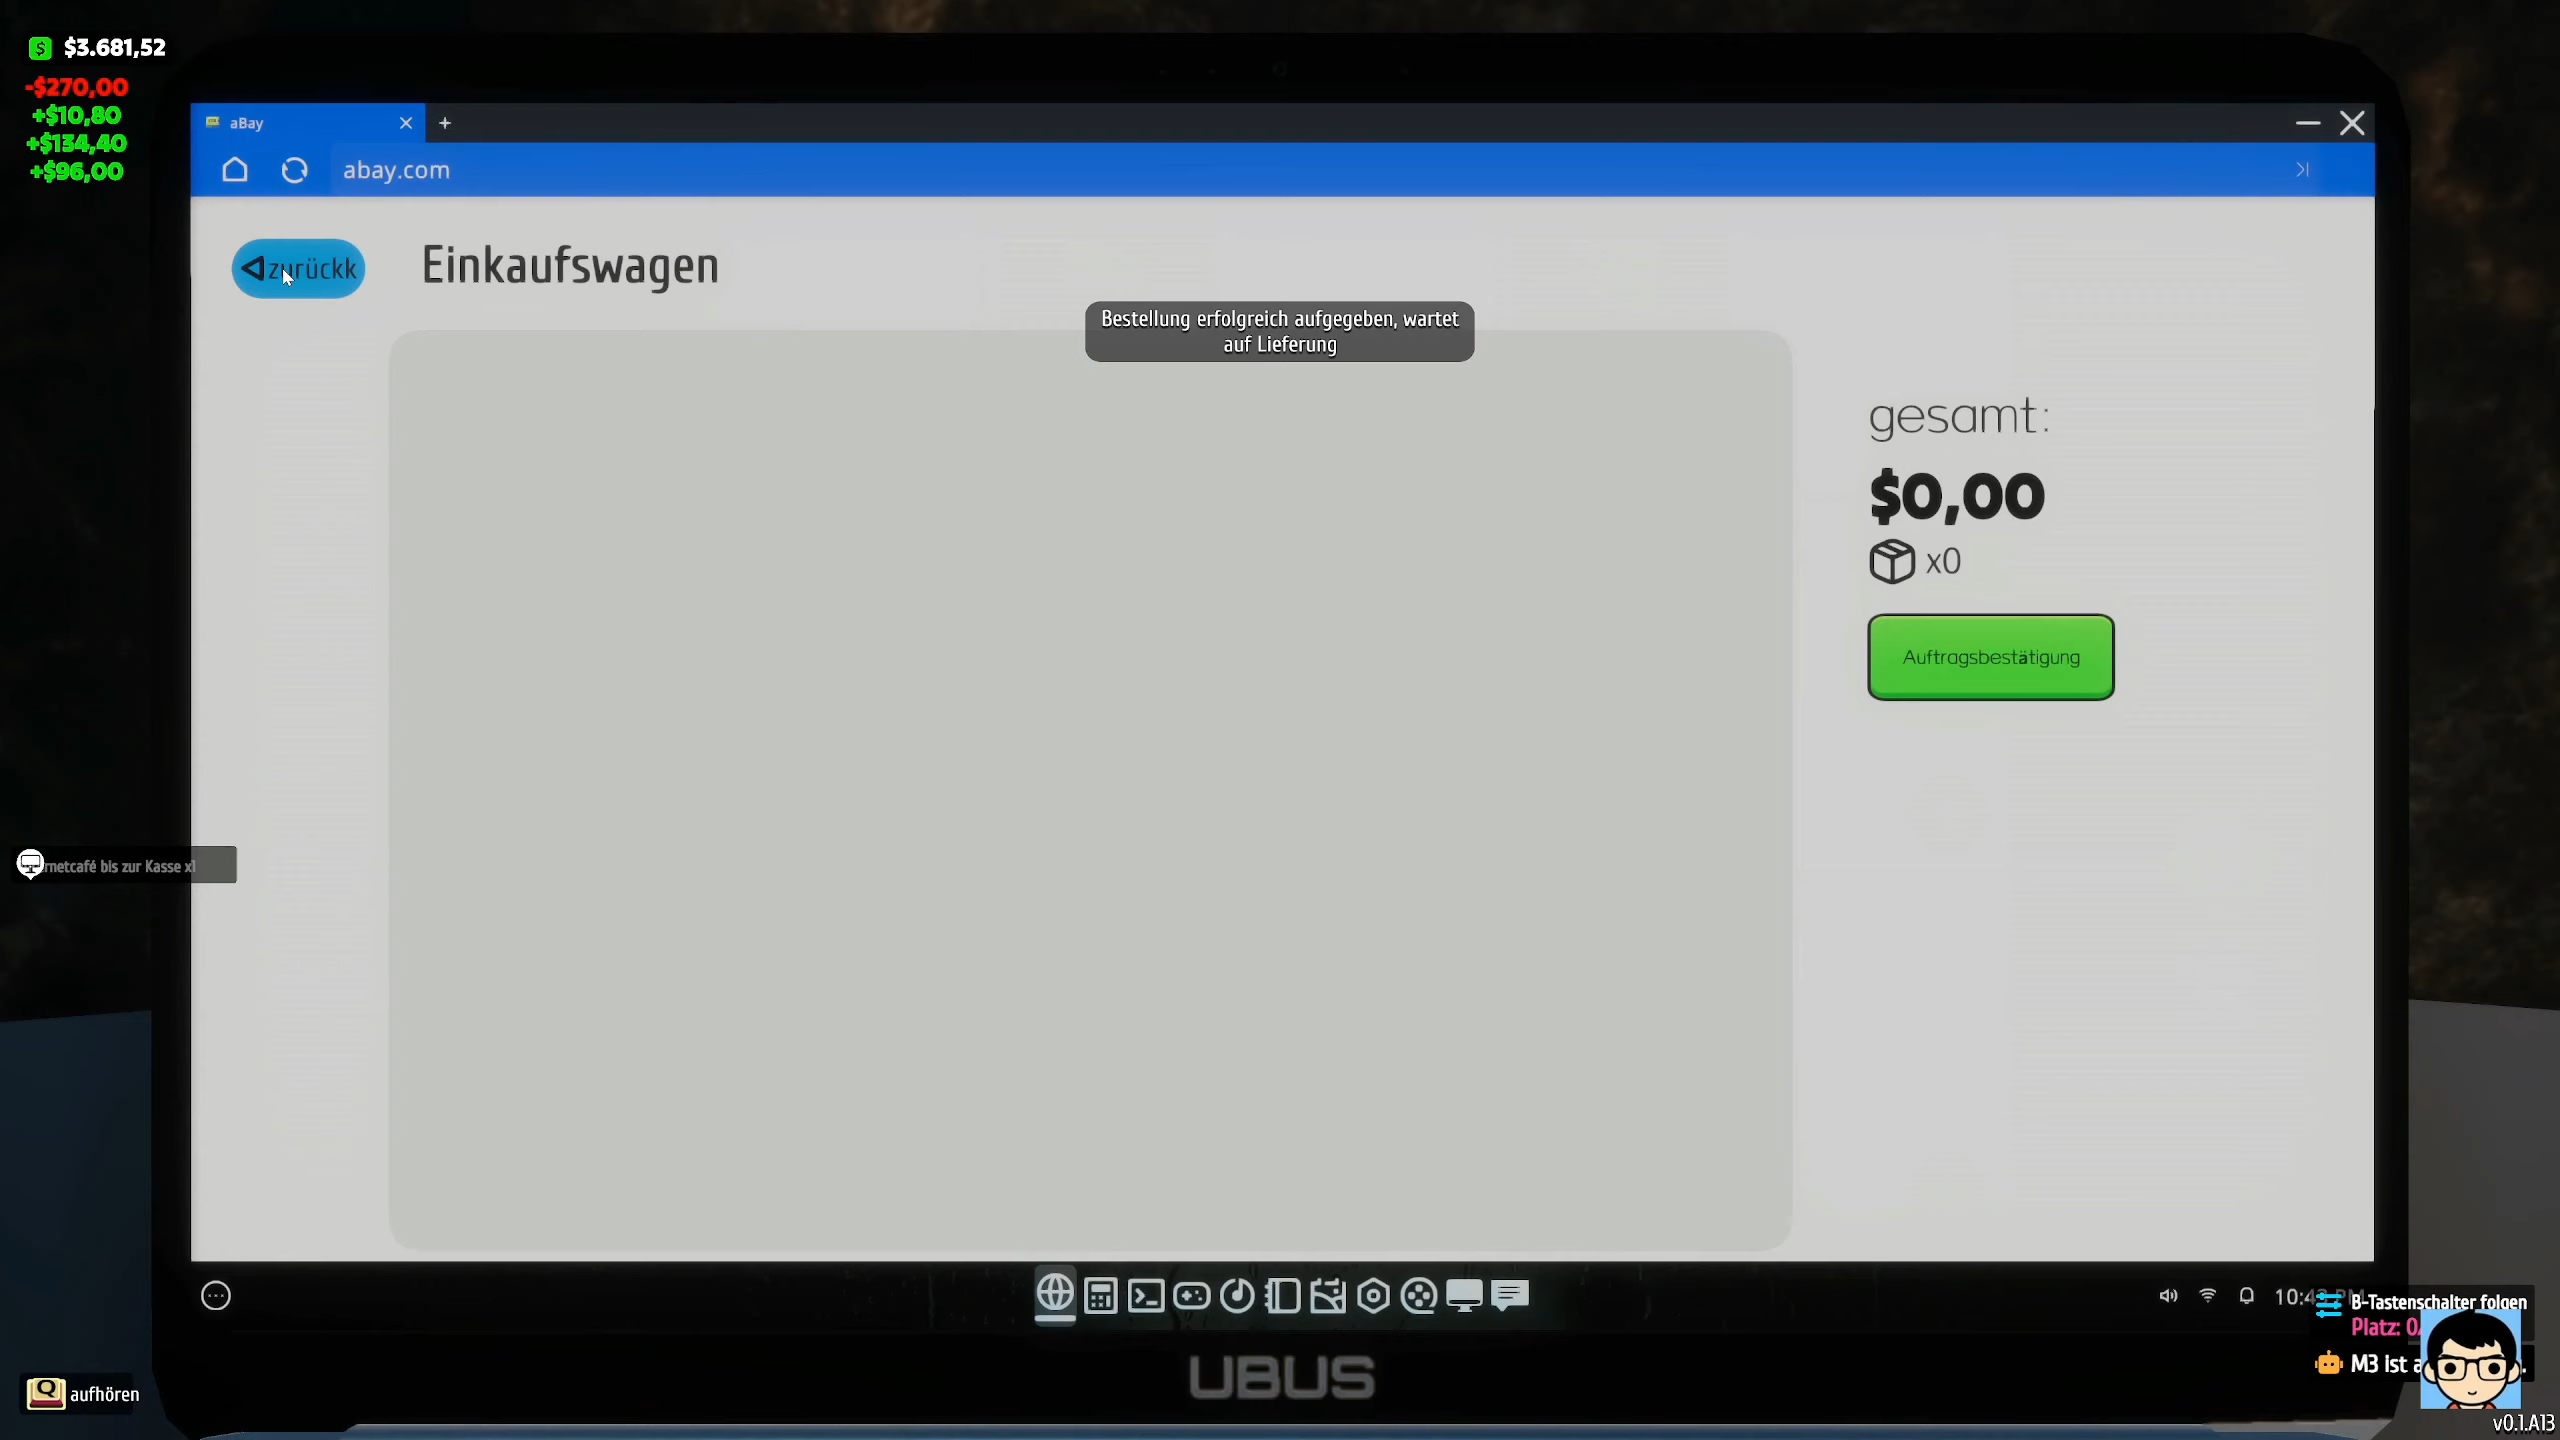 $3.681,52
-$270,00
+$10,80
+$134,40
+$96,00
aBay
abay.com
zurückk
Einkaufswagen
Bestellung erfolgreich aufgegeben, wartet
auf Lieferung
gesamt:
$0,00
x0
Auftragsbestätigung
bis zur Kasse x1
B-Tastenschalter folgen
Platz:
M3 ist
UBUS
Q aufhören
v0.1.A13